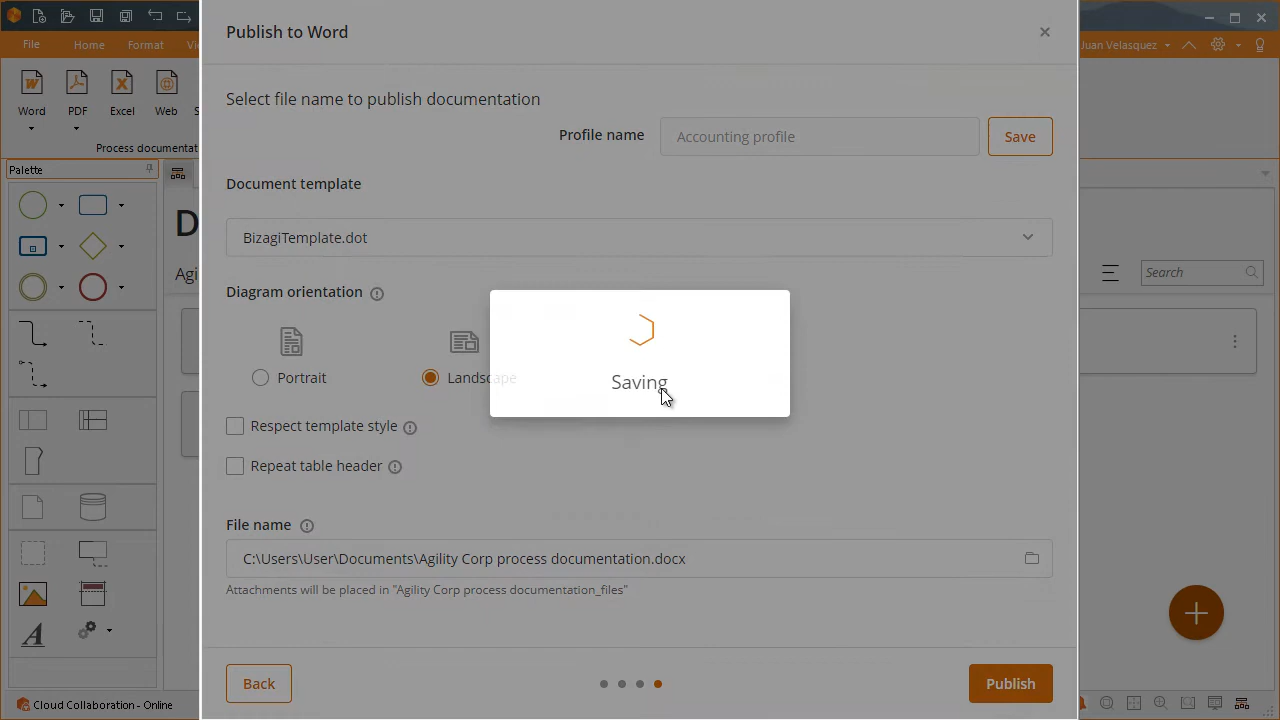 Publish to Word
File Home Format Vi
Juan Velasquez
Word PDF Excel Web S
Process documentat
Select file name to publish documentation
Profile name Accounting profile Save
Palette
Document template
D
BizagiTemplate.dot
Agi
Search
Diagram orientation
Portrait Landscape
Saving
Respect template style
Repeat table header
File name
C:\Users\User\Documents\Agility Corp process documentation.docx
Attachments will be placed in "Agility Corp process documentation_files"
Back Publish
Cloud Collaboration - Online